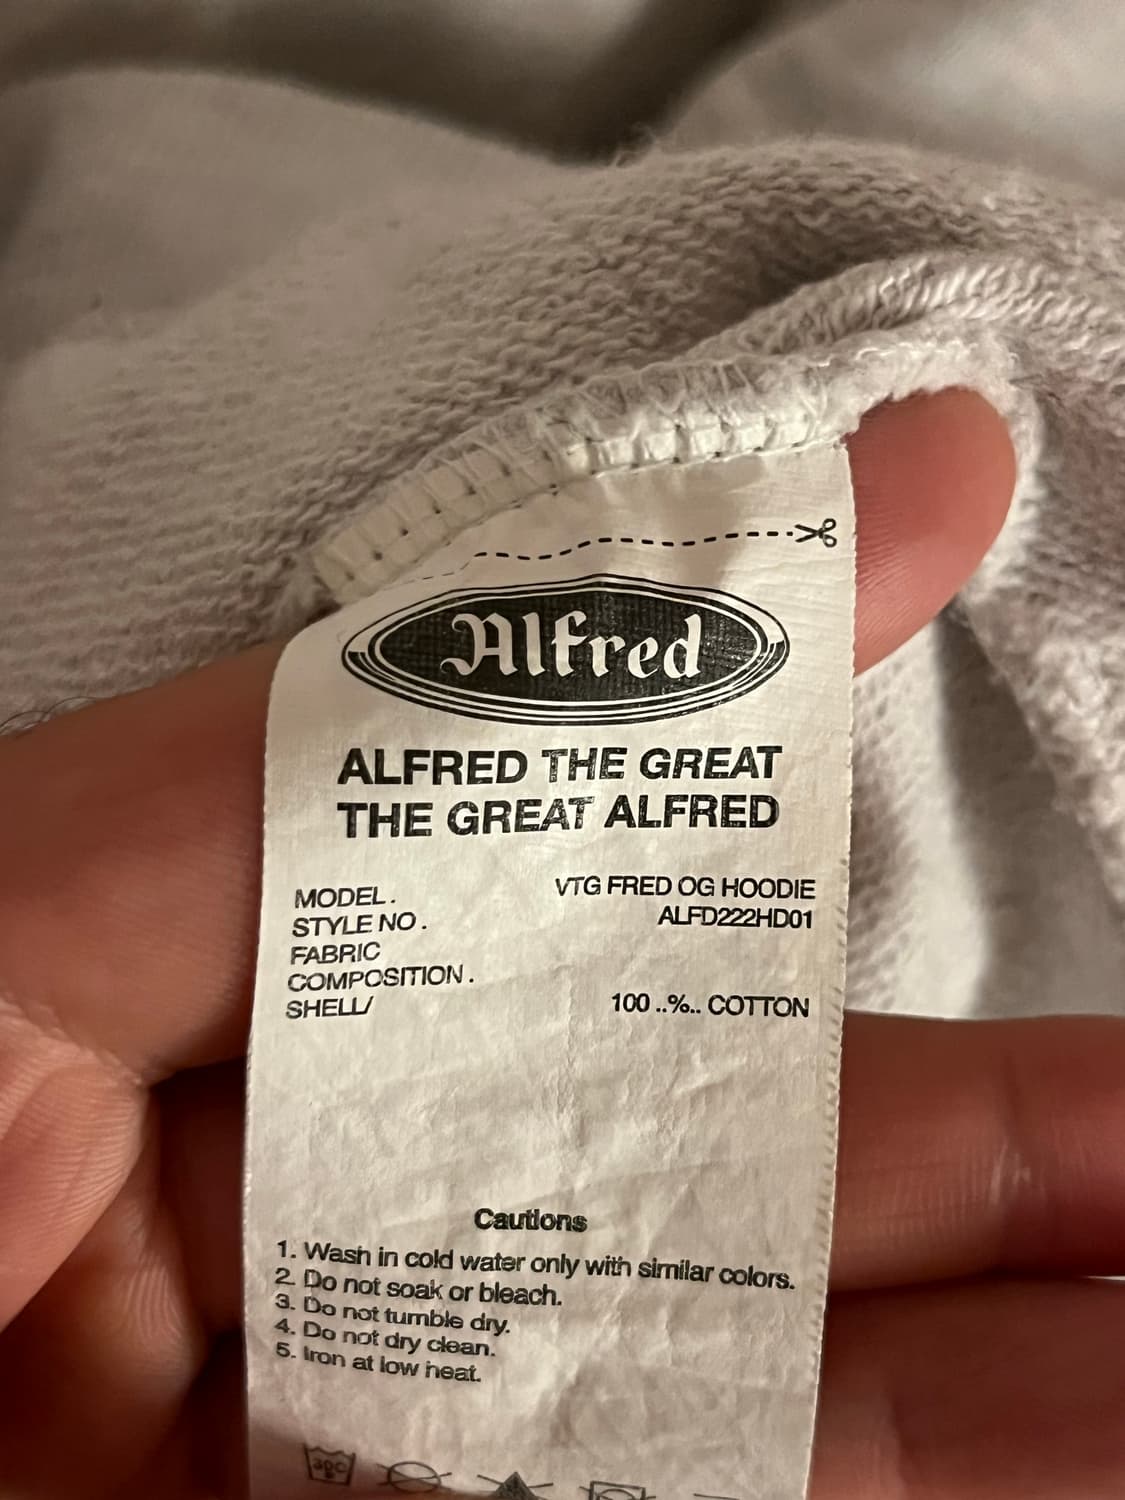 Alfred
ALFRED THE GREAT
THE GREAT ALFRED
MODEL. VTG FRED OG HOODIE
STYLE NO. ALFD222HD01
FABRIC
COMPOSITION.
SHELL/ 100 ..%.. COTTON
Cautions
1. Wash in cold water only with similar colors.
2. Do not soak or bleach.
3. Do not tumble dry.
4. Do not dry clean.
5. Iron at low heat.